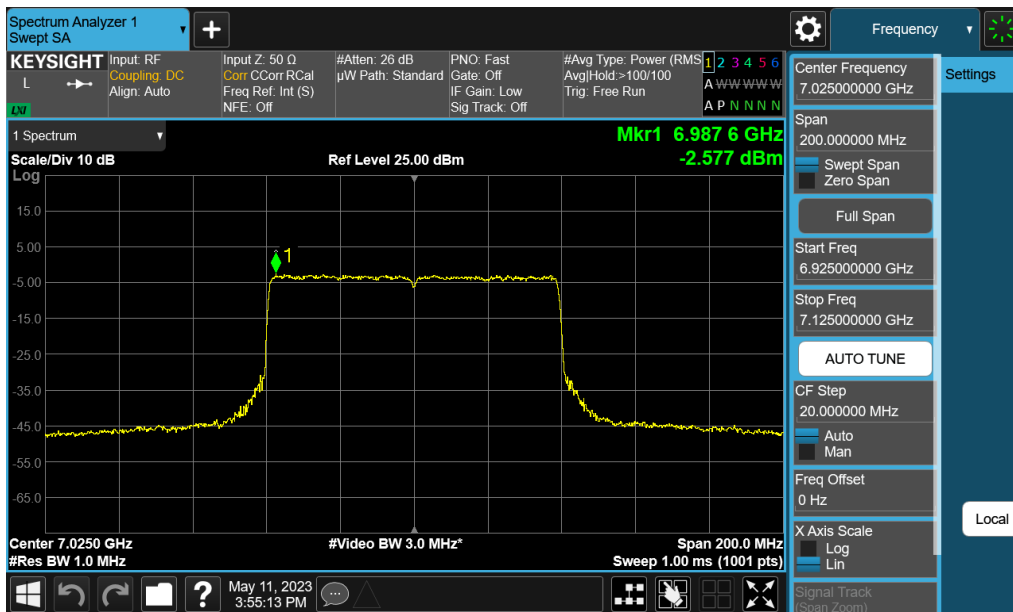 Spectrum Analyzer 1
Swept SA
+
Frequency
KEYSIGHT
L
LXI
Input: RF
Coupling: DC
Align: Auto
Input Z: 50 Ω
Corr CCorr RCal
Freq Ref: Int (S)
NFE: Off
#Atten: 26 dB
µW Path: Standard
PNO: Fast
Gate: Off
IF Gain: Low
Sig Track: Off
#Avg Type: Power (RMS
Avg|Hold:>100/100
Trig: Free Run
1 2 3 4 5 6
A W W W W W
A P N N N N
1 Spectrum
Scale/Div 10 dB
Log
Ref Level 25.00 dBm
Mkr1 6.987 6 GHz
-2.577 dBm
15.0
5.00
-5.00
-15.0
-25.0
-35.0
-45.0
-55.0
-65.0
1
Center 7.0250 GHz
#Res BW 1.0 MHz
#Video BW 3.0 MHz*
Span 200.0 MHz
Sweep 1.00 ms (1001 pts)
?
May 11, 2023
3:55:13 PM
Center Frequency
7.025000000 GHz
Span
200.000000 MHz
Swept Span
Zero Span
Full Span
Start Freq
6.925000000 GHz
Stop Freq
7.125000000 GHz
AUTO TUNE
CF Step
20.000000 MHz
Auto
Man
Freq Offset
0 Hz
X Axis Scale
Log
Lin
Signal Track
(Span Zoom)
Settings
Local